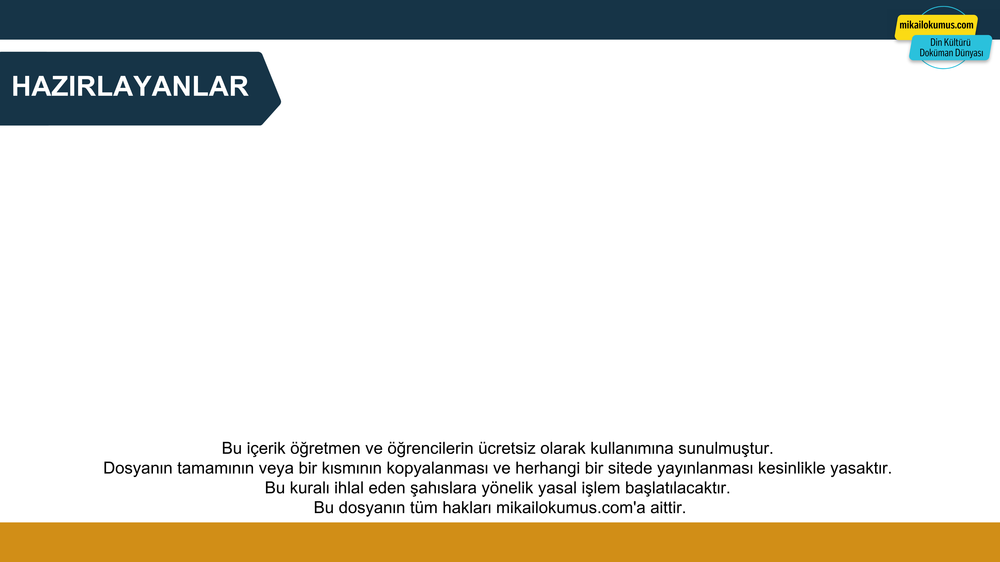 mikailokumus.com
Din Kültürü
Doküman Dünyası
HAZIRLAYANLAR
Bu içerik öğretmen ve öğrencilerin ücretsiz olarak kullanımına sunulmuştur.
Dosyanın tamamının veya bir kısmının kopyalanması ve herhangi bir sitede yayınlanması kesinlikle yasaktır.
Bu kuralı ihlal eden şahıslara yönelik yasal işlem başlatılacaktır.
Bu dosyanın tüm hakları mikailokumus.com'a aittir.